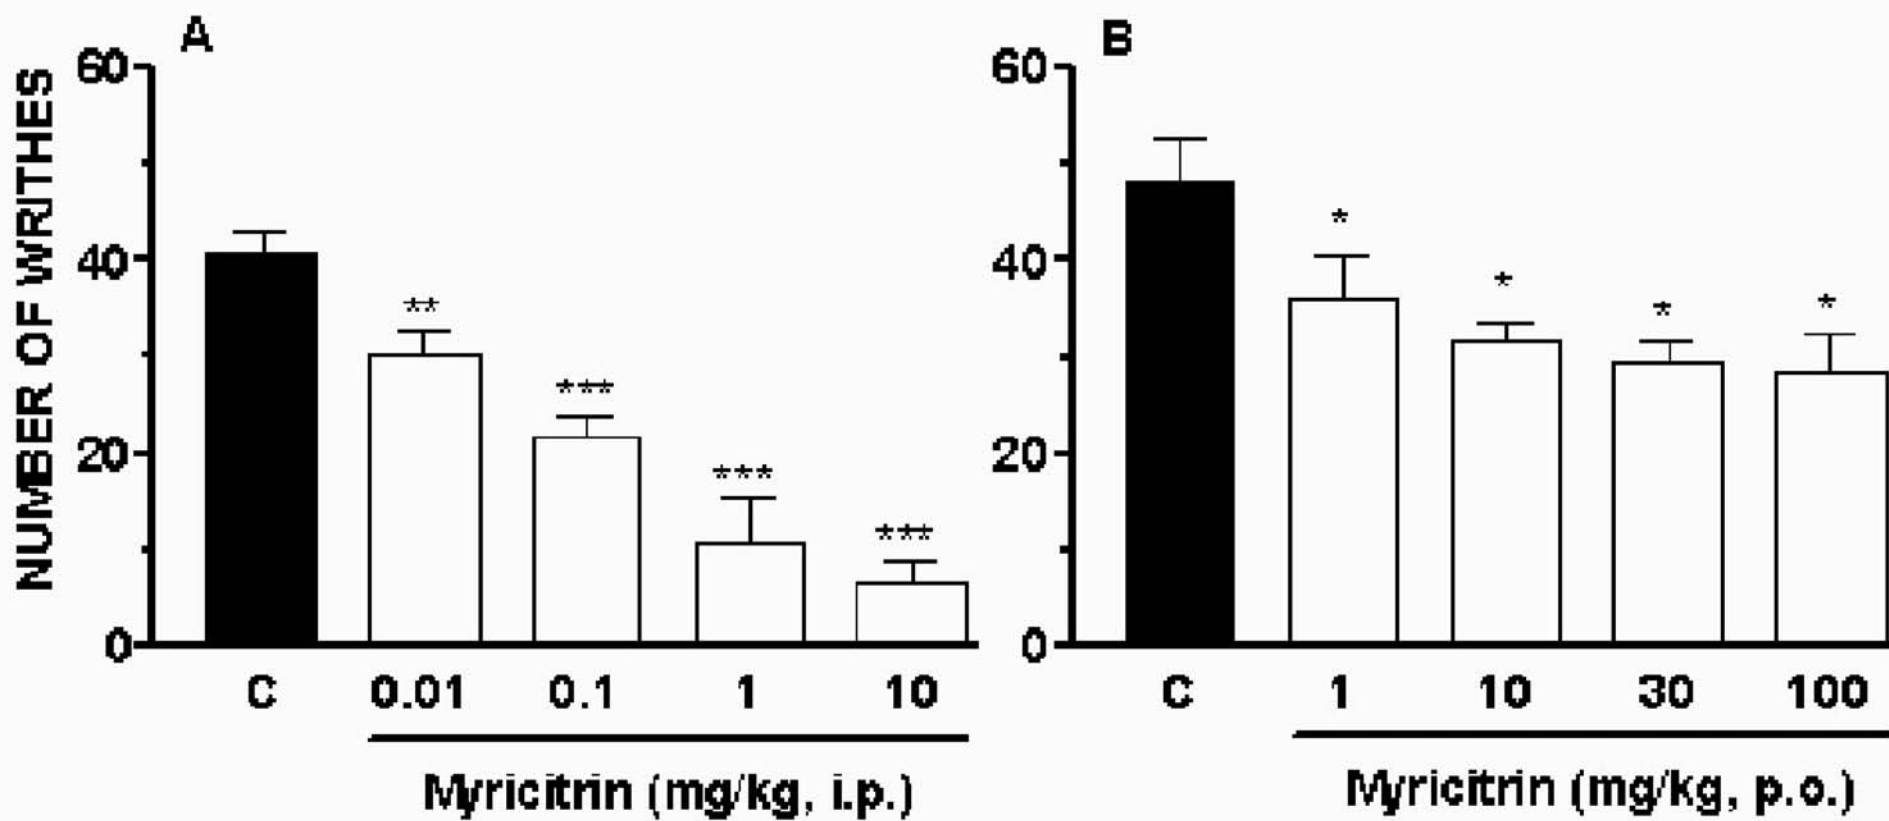 A
NUMBER OF WRITHES
60
40
20
0
**
***
***
***
C 0.01 0.1 1 10
Myricitrin (mg/kg, i.p.)
B
60
40
20
0
*
*
*
*
C 1 10 30 100
Myricitrin (mg/kg, p.o.)